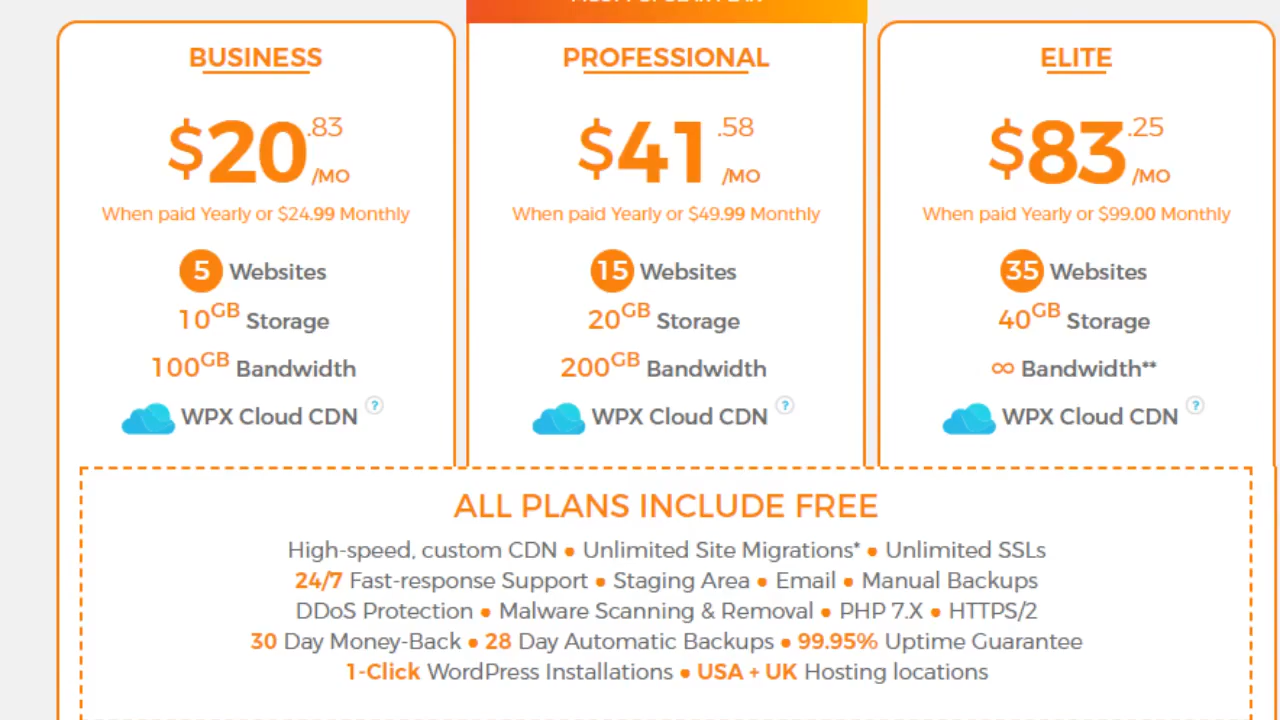 BUSINESS
$20.83/MO
When paid Yearly or $24.99 Monthly
5 Websites
10GB Storage
100GB Bandwidth
WPX Cloud CDN ?
PROFESSIONAL
$41.58/MO
When paid Yearly or $49.99 Monthly
15 Websites
20GB Storage
200GB Bandwidth
WPX Cloud CDN ?
ELITE
$83.25/MO
When paid Yearly or $99.00 Monthly
35 Websites
40GB Storage
∞ Bandwidth**
WPX Cloud CDN ?
ALL PLANS INCLUDE FREE
High-speed, custom CDN • Unlimited Site Migrations* • Unlimited SSLs
24/7 Fast-response Support • Staging Area • Email • Manual Backups
DDoS Protection • Malware Scanning & Removal • PHP 7.X • HTTPS/2
30 Day Money-Back • 28 Day Automatic Backups • 99.95% Uptime Guarantee
1-Click WordPress Installations • USA + UK Hosting locations